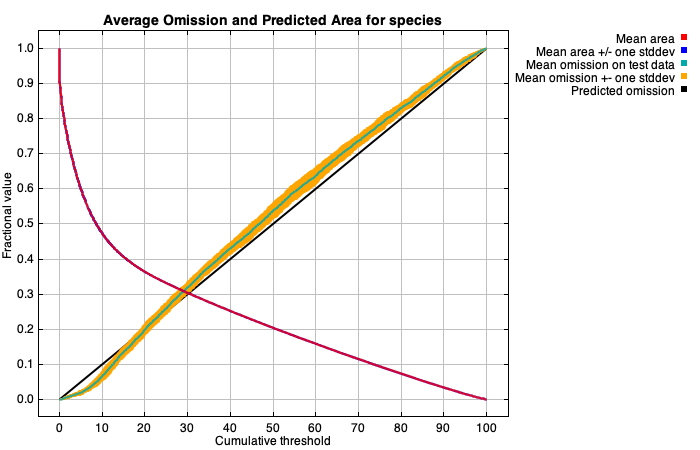 Average Omission and Predicted Area for species
Mean area
Mean area +/- one stddev
Mean omission on test data
Mean omission +- one stddev
Predicted omission
Fractional value
1.0
0.9
0.8
0.7
0.6
0.5
0.4
0.3
0.2
0.1
0.0
0 10 20 30 40 50 60 70 80 90 100
Cumulative threshold